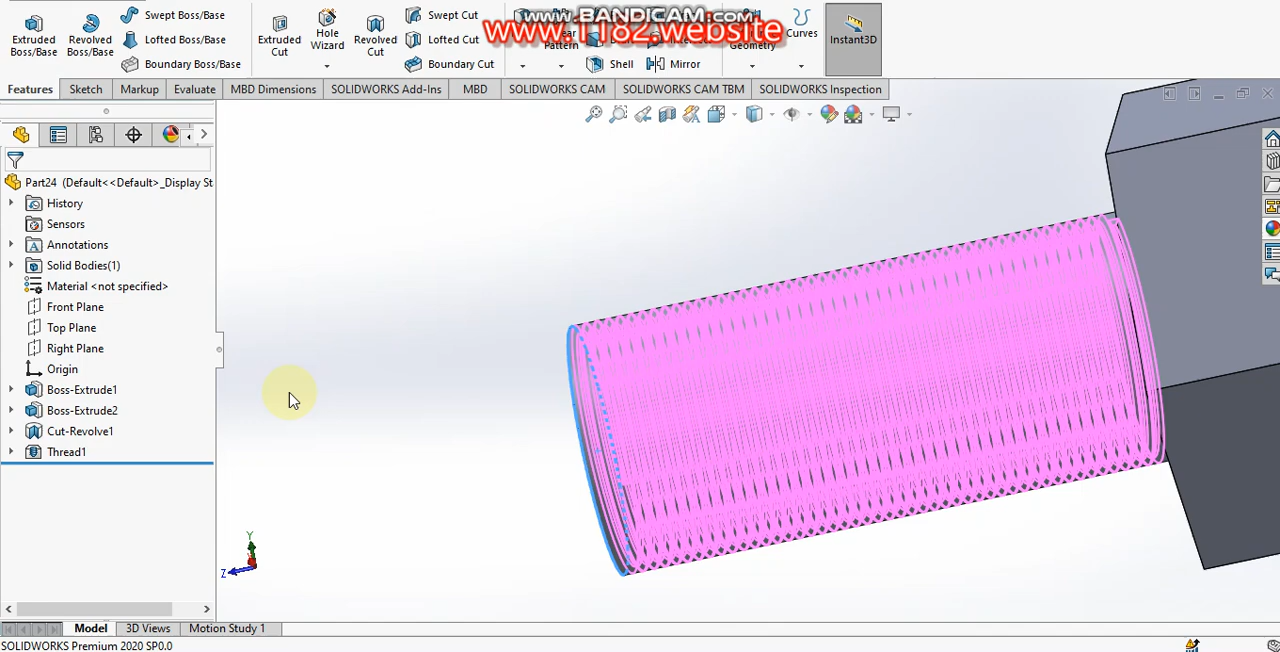 www.BANDICAM.com
www.1182.website
Extruded Boss/Base
Revolved Boss/Base
Swept Boss/Base
Lofted Boss/Base
Boundary Boss/Base
Extruded Cut
Hole Wizard
Revolved Cut
Swept Cut
Lofted Cut
Boundary Cut
Pattern
Shell
Mirror
Geometry
Curves
Instant3D
Features Sketch Markup Evaluate MBD Dimensions SOLIDWORKS Add-Ins MBD SOLIDWORKS CAM SOLIDWORKS CAM TBM SOLIDWORKS Inspection
Part24 (Default<<Default>_Display St
History
Sensors
A Annotations
Solid Bodies(1)
Material <not specified>
Front Plane
Top Plane
Right Plane
Origin
Boss-Extrude1
Boss-Extrude2
Cut-Revolve1
Thread1
Y
Z
Model 3D Views Motion Study 1
SOLIDWORKS Premium 2020 SP0.0